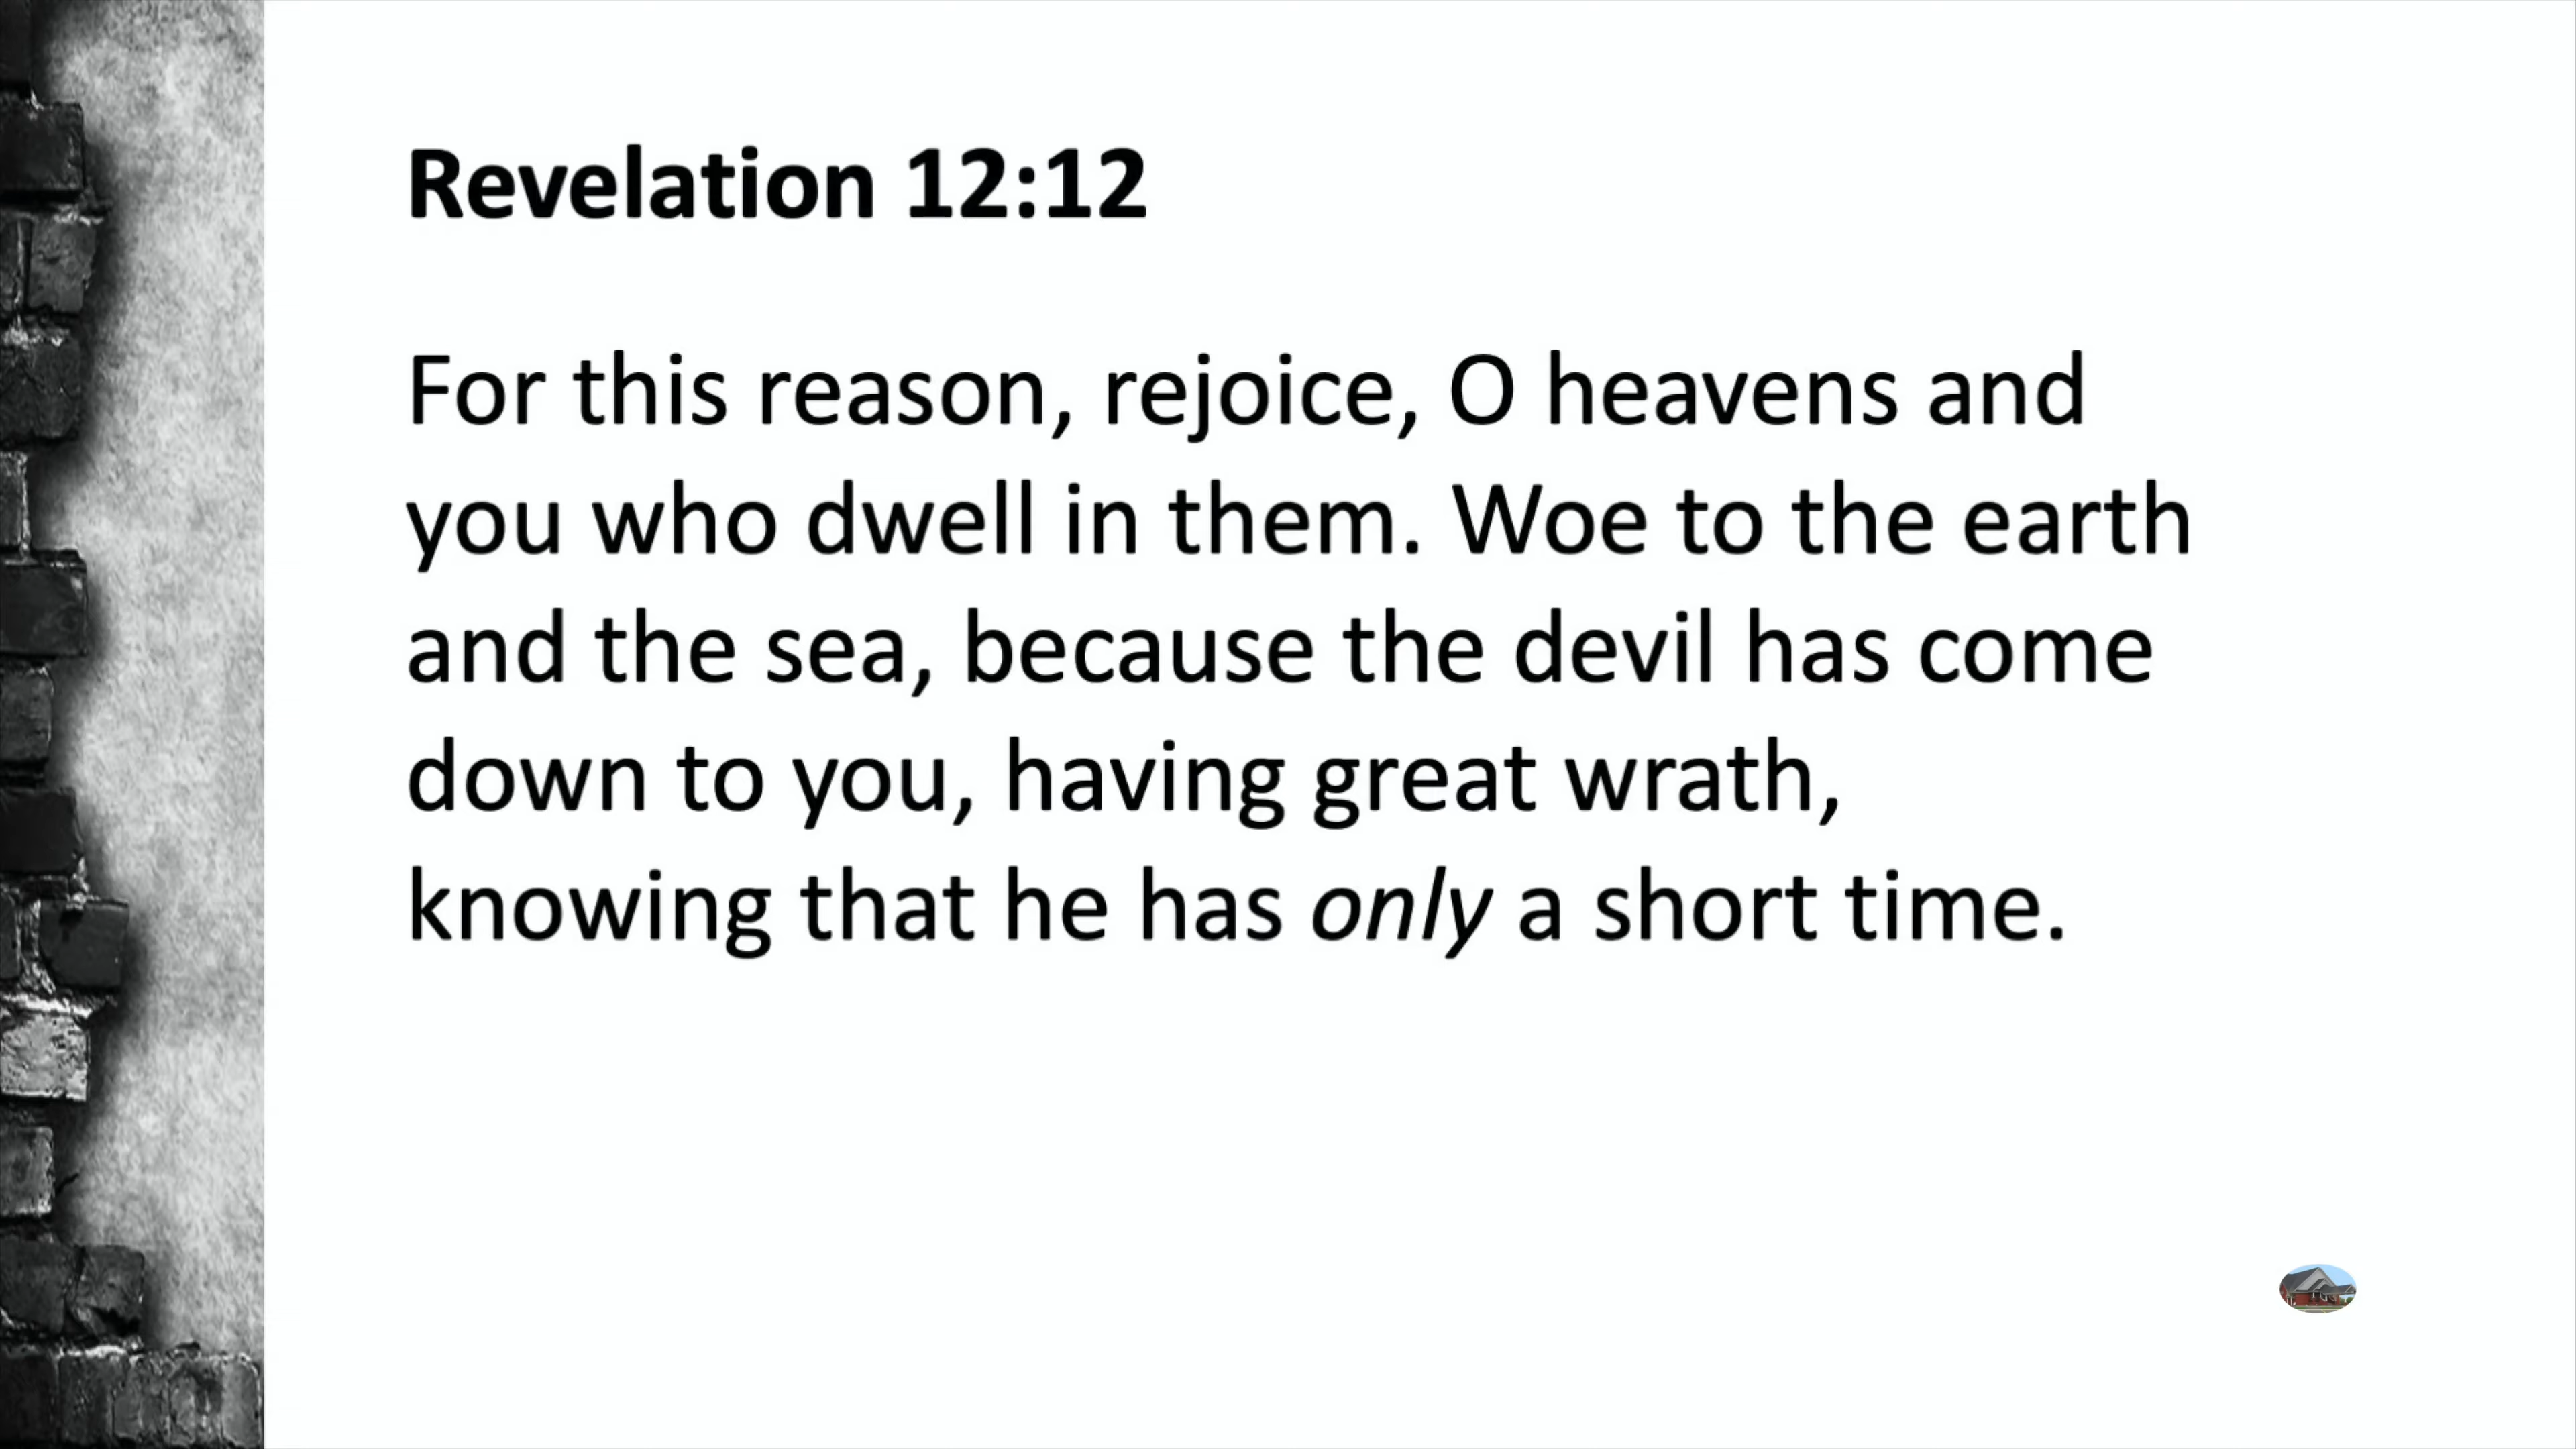 Revelation 12:12
For this reason, rejoice, O heavens and
you who dwell in them. Woe to the earth
and the sea, because the devil has come
down to you, having great wrath,
knowing that he has only a short time.